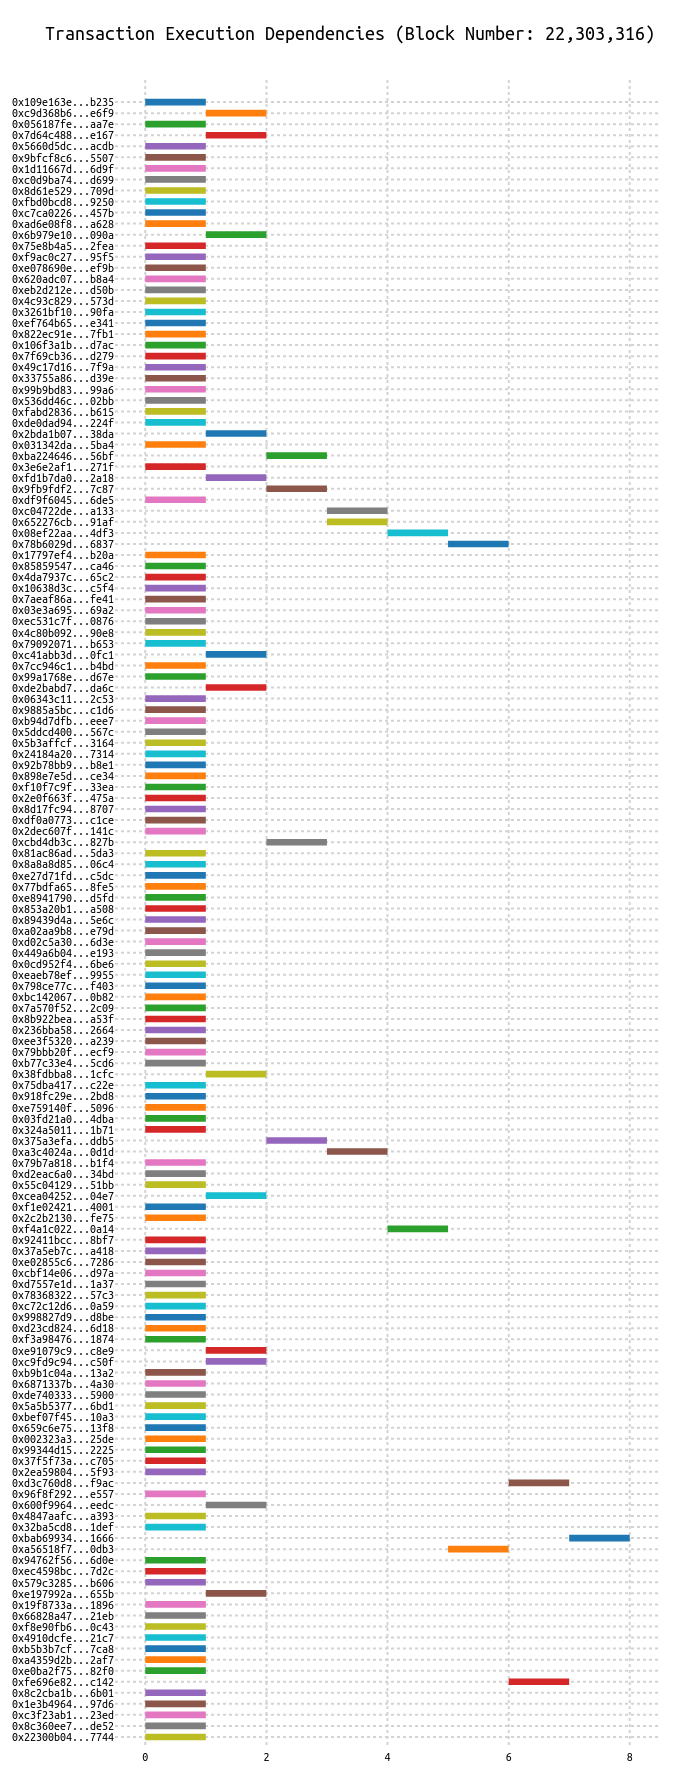 Transaction Execution Dependencies (Block Number: 22,303,316)
0x109e163e...b235
0xc9d368b6...e6f9
0x056187fe...aa7e
0x7d64c488...e167
0x5660d5dc...acdb
0x9bfcf8c6...5507
0x1d11667d...6d9f
0xc0d9ba74...d699
0x8d61e529...709d
0xfbd0bcd8...9250
0xc7ca0226...457b
0xad6e08f8...a628
0x6b979e10...090a
0x75e8b4a5...2fea
0xf9ac0c27...95f5
0xe078690e...ef9b
0x620adc07...b8a4
0xeb2d212e...d50b
0x4c93c829...573d
0x3261bf10...90fa
0xef764b65...e341
0x822ec91e...7fb1
0x106f3a1b...d7ac
0x7f69cb36...d279
0x49c17d16...7f9a
0x33755a86...d39e
0x99b9bd83...99a6
0x536dd46c...02bb
0xfabd2836...b615
0xde0dad94...224f
0x2bda1b07...38da
0x031342da...5ba4
0xba224646...56bf
0x3e6e2af1...271f
0xfd1b7da0...2a18
0x9fb9fdf2...7c87
0xdf9f6045...6de5
0xc04722de...a133
0x652276cb...91af
0x08ef22aa...4df3
0x78b6029d...6837
0x17797ef4...b20a
0x85859547...ca46
0x4da7937c...65c2
0x10638d3c...c5f4
0x7aeaf86a...fe41
0x03e3a695...69a2
0xec531c7f...0876
0x4c80b092...90e8
0x79092071...b653
0xc41abb3d...0fc1
0x7cc946c1...b4bd
0x99a1768e...d67e
0xde2babd7...da6c
0x06343c11...2c53
0x9885a5bc...c1d6
0xb94d7dfb...eee7
0x5ddcd400...567c
0x5b3affcf...3164
0x24184a20...7314
0x92b78bb9...b8e1
0x898e7e5d...ce34
0xf10f7c9f...33ea
0x2e0f663f...475a
0x8d17fc94...8707
0xdf0a0773...c1ce
0x2dec607f...141c
0xcbd4db3c...827b
0x81ac86ad...5da3
0x8a8a8d85...06c4
0xe27d71fd...c5dc
0x77bdfa65...8fe5
0xe8941790...d5fd
0x853a20b1...a508
0x89439d4a...5e6c
0xa02aa9b8...e79d
0xd02c5a30...6d3e
0x449a6b04...e193
0x0cd952f4...6be6
0xeaeb78ef...9955
0x798ce77c...f403
0xbc142067...0b82
0x7a570f52...2c09
0x8b922bea...a53f
0x236bba58...2664
0xee3f5320...a239
0x79bbb20f...ecf9
0xb77c33e4...5cd6
0x38fdbba8...1cfc
0x75dba417...c22e
0x918fc29e...2bd8
0xe759140f...5096
0x03fd21a0...4dba
0x324a5011...1b71
0x375a3efa...ddb5
0xa3c4024a...0d1d
0x79b7a818...b1f4
0xd2eac6a0...34bd
0x55c04129...51bb
0xcea04252...04e7
0xf1e02421...4001
0x2c2b2130...fe75
0xf4a1c022...0a14
0x92411bcc...8bf7
0x37a5eb7c...a418
0xe02855c6...7286
0xcbf14e06...d97a
0xd7557e1d...1a37
0x78368322...57c3
0xc72c12d6...0a59
0x998827d9...d8be
0xd23cd824...6d18
0xf3a98476...1874
0xe91079c9...c8e9
0xc9fd9c94...c50f
0xb9b1c04a...13a2
0x6871337b...4a30
0xde740333...5900
0x5a5b5377...6bd1
0xbef07f45...10a3
0x659c6e75...13f8
0x002323a3...25de
0x99344d15...2225
0x37f5f73a...c705
0x2ea59804...5f93
0xd3c760d8...f9ac
0x96f8f292...e557
0x600f9964...eedc
0x4847aafc...a393
0x32ba5cd8...1def
0xbab69934...1666
0xa56518f7...0db3
0x94762f56...6d0e
0xec4598bc...7d2c
0x579c3285...b606
0xe197992a...655b
0x19f8733a...1896
0x66828a47...21eb
0xf8e90fb6...0c43
0x4910dcfe...21c7
0xb5b3b7cf...7ca8
0xa4359d2b...2af7
0xe0ba2f75...82f0
0xfe696e82...c142
0x8c2cba1b...6b01
0x1e3b4964...97d6
0xc3f23ab1...23ed
0x8c360ee7...de52
0x22300b04...7744
0 2 4 6 8